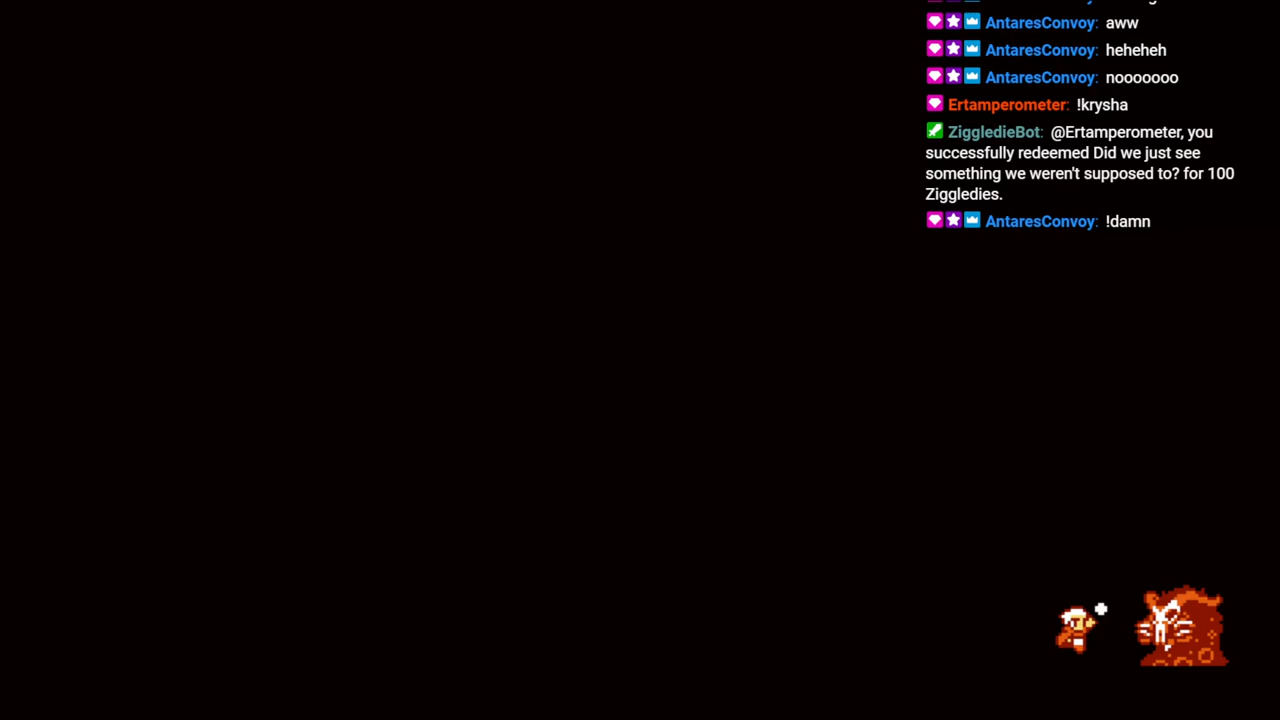 AntaresConvoy: aww
AntaresConvoy: heheheh
AntaresConvoy: nooooooo
Ertamperometer: !krysha
ZiggledieBot: @Ertamperometer, you
successfully redeemed Did we just see
something we weren't supposed to? for 100
Ziggledies.
AntaresConvoy: !damn